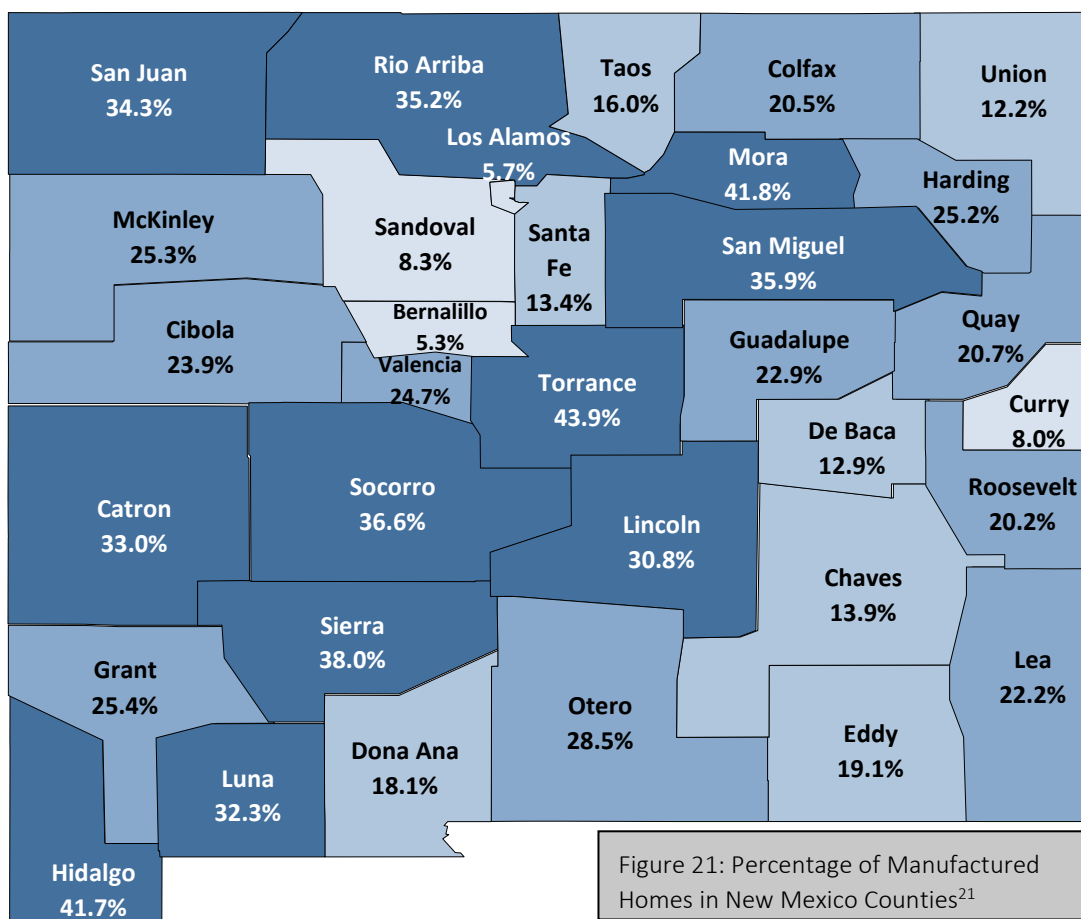 San Juan
34.3%
Rio Arriba
35.2%
Taos
16.0%
Colfax
20.5%
Union
12.2%
Los Alamos
5.7%
Mora
41.8%
Harding
25.2%
McKinley
25.3%
Sandoval
8.3%
Santa
Fe
13.4%
San Miguel
35.9%
Bernalillo
5.3%
Cibola
23.9%
Valencia
24.7%
Torrance
43.9%
Guadalupe
22.9%
Quay
20.7%
Curry
8.0%
De Baca
12.9%
Roosevelt
20.2%
Catron
33.0%
Socorro
36.6%
Lincoln
30.8%
Chaves
13.9%
Sierra
38.0%
Grant
25.4%
Lea
22.2%
Otero
28.5%
Eddy
19.1%
Dona Ana
18.1%
Luna
32.3%
Hidalgo
41.7%
Figure 21: Percentage of Manufactured
Homes in New Mexico Counties²¹